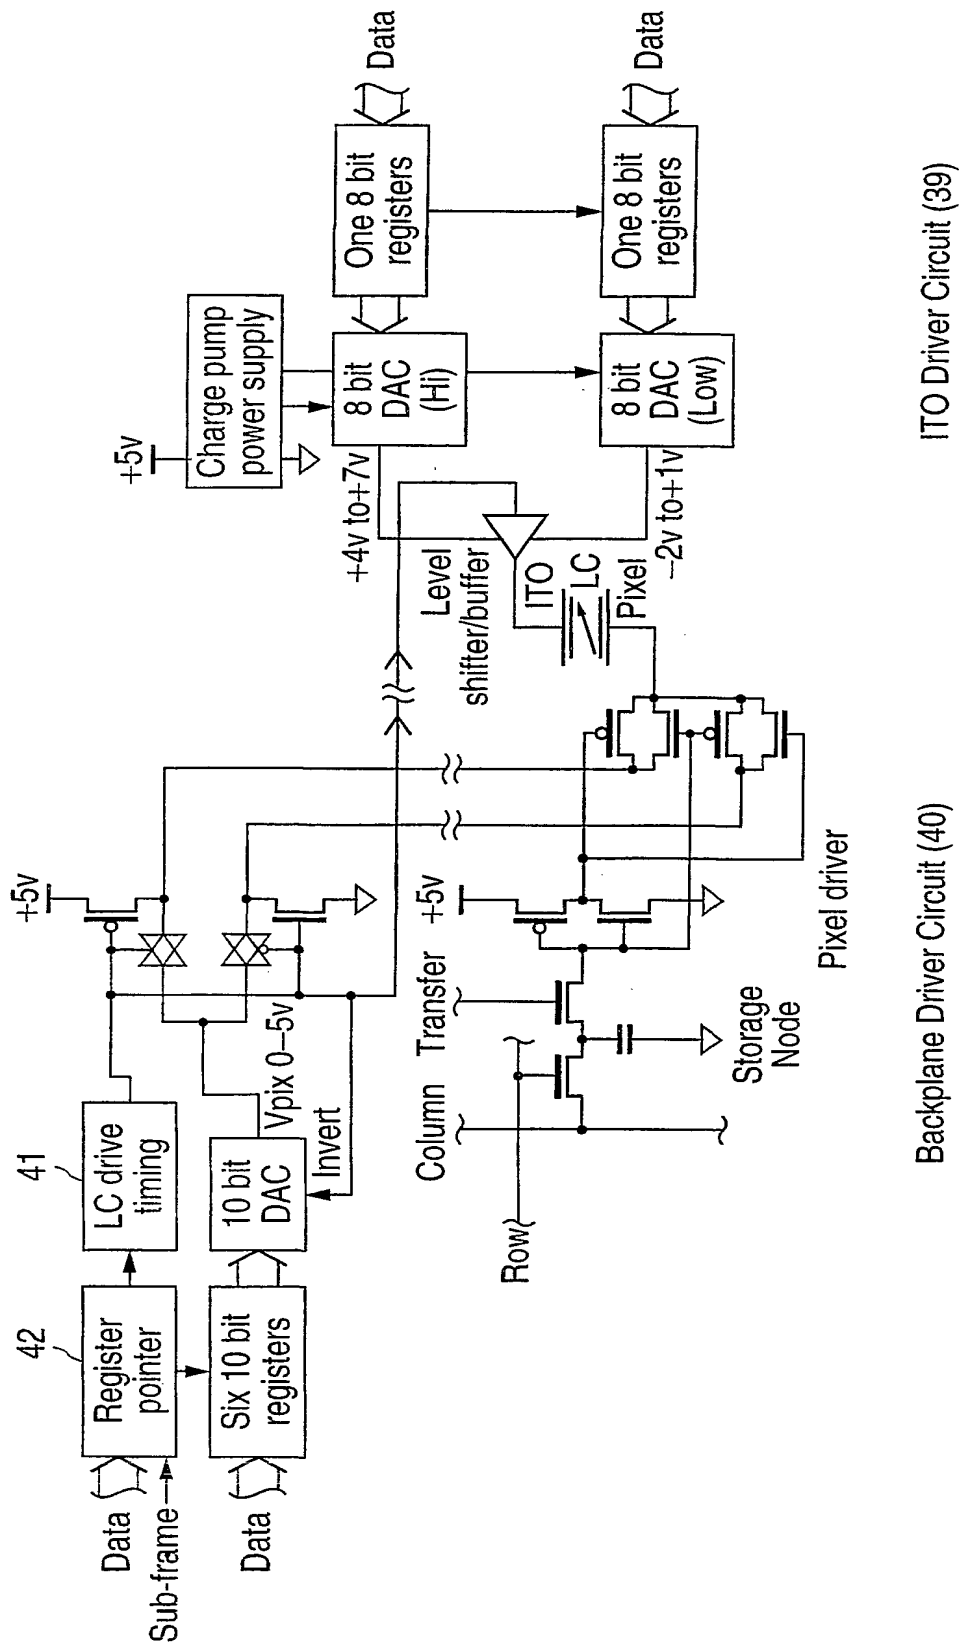 Data
Sub-frame
42
Register
pointer
41
LC drive
timing
Data
Six 10 bit
registers
10 bit
DAC
Vpix 0–5v
Invert
+5v
+5v
Charge pump
power supply
+4v to+7v
8 bit
DAC
(Hi)
One 8 bit
registers
Data
Level
shifter/buffer
ITO
LC
Pixel
–2v to+1v
8 bit
DAC
(Low)
One 8 bit
registers
Data
Row
Column
Transfer
+5v
Storage
Node
Pixel driver
Backplane Driver Circuit (40)
ITO Driver Circuit (39)